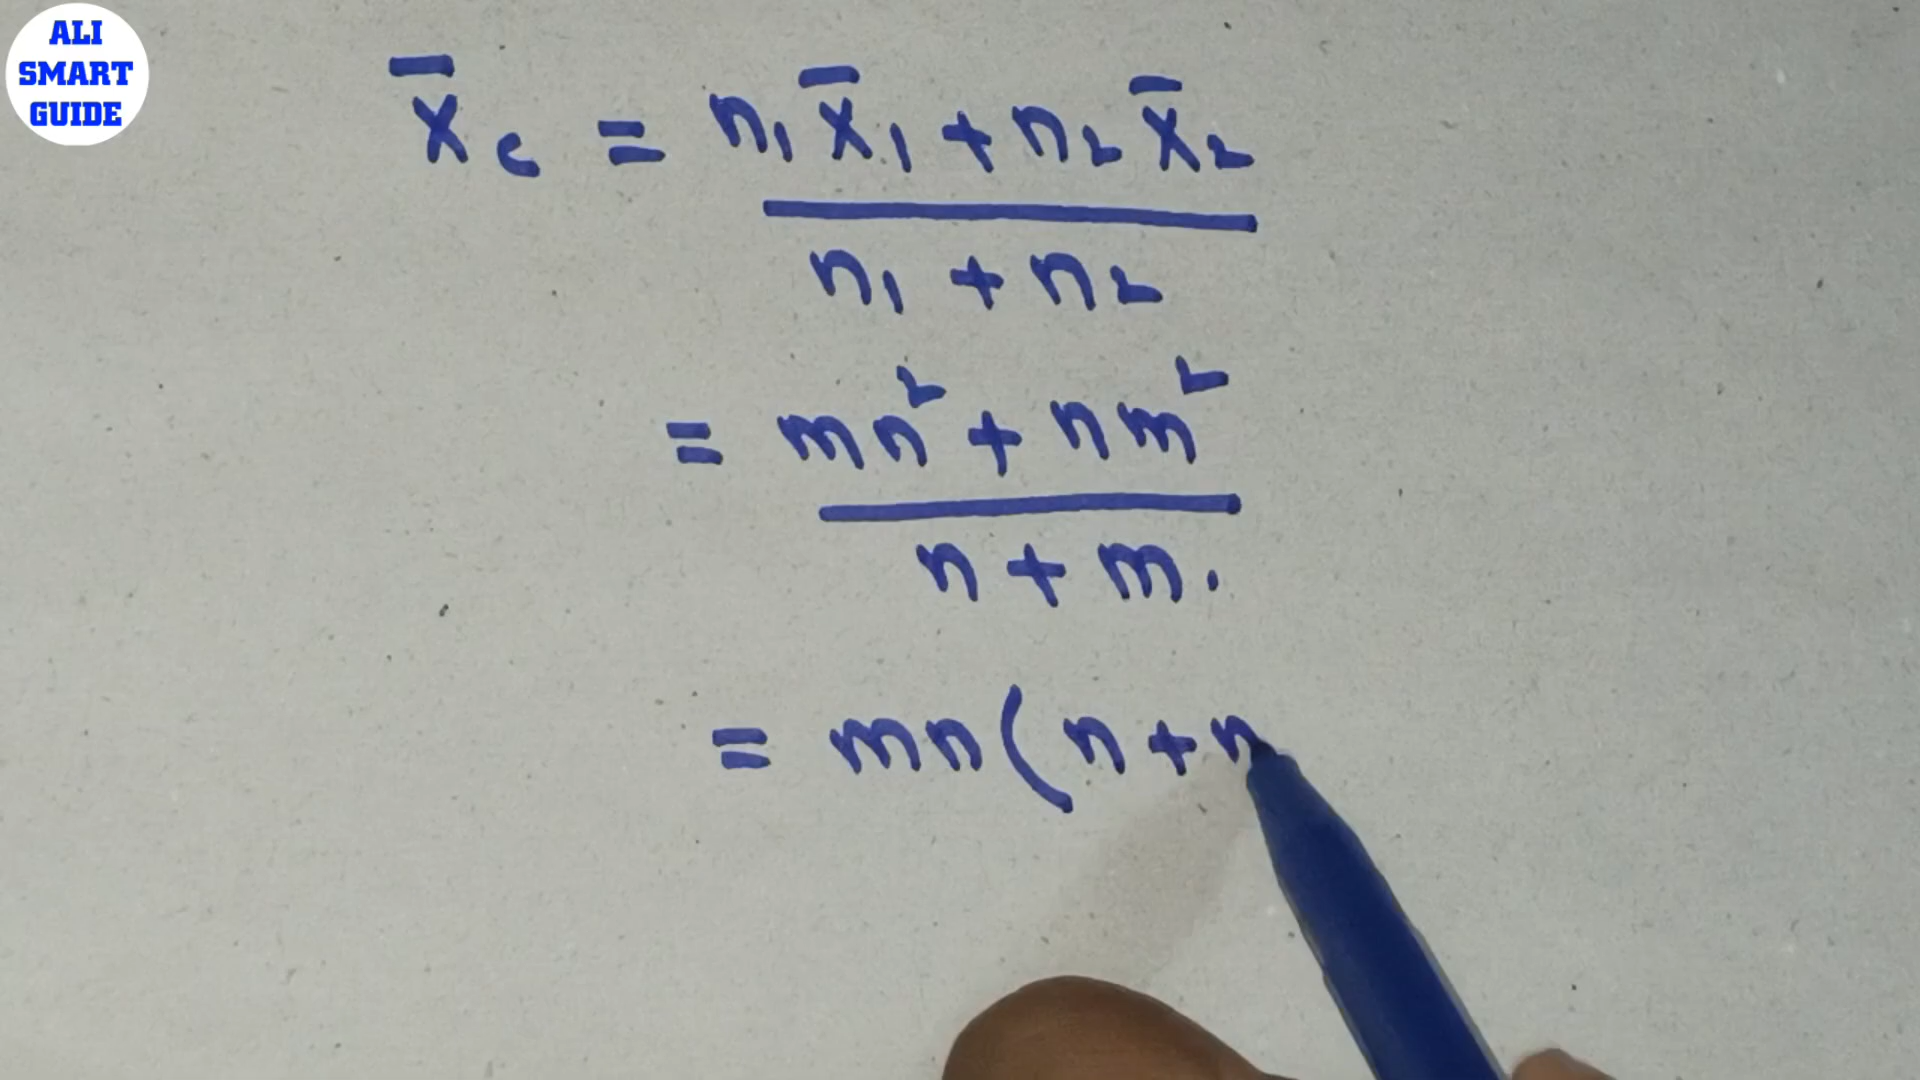 ALI
SMART
GUIDE
x̄c = n₁x̄₁ + n₂x̄₂
n₁ + n₂
= mn² + nm²
n + m.
= mn(n+